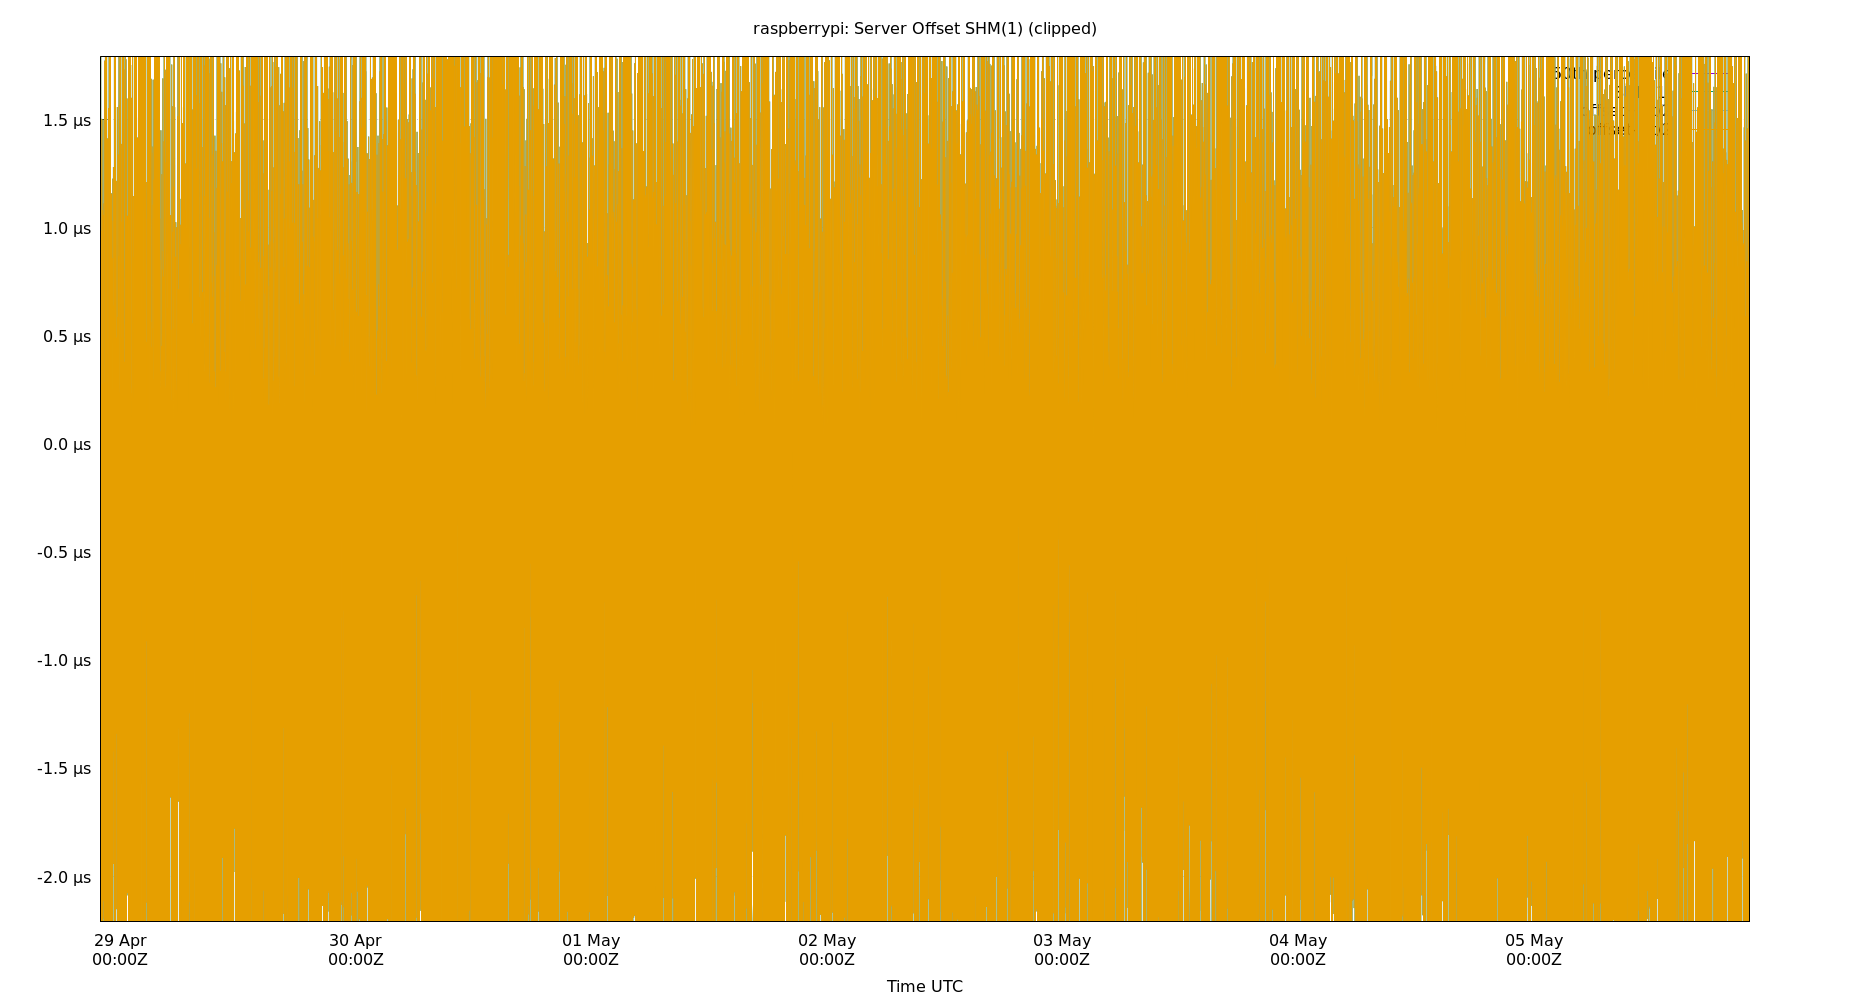 raspberrypi: Server Offset SHM(1) (clipped)
1.5 µs
1.0 µs
0.5 µs
0.0 µs
-0.5 µs
-1.0 µs
-1.5 µs
-2.0 µs
29 Apr 30 Apr 01 May 02 May 03 May 04 May 05 May
00:00Z 00:00Z 00:00Z 00:00Z 00:00Z 00:00Z 00:00Z
Time UTC